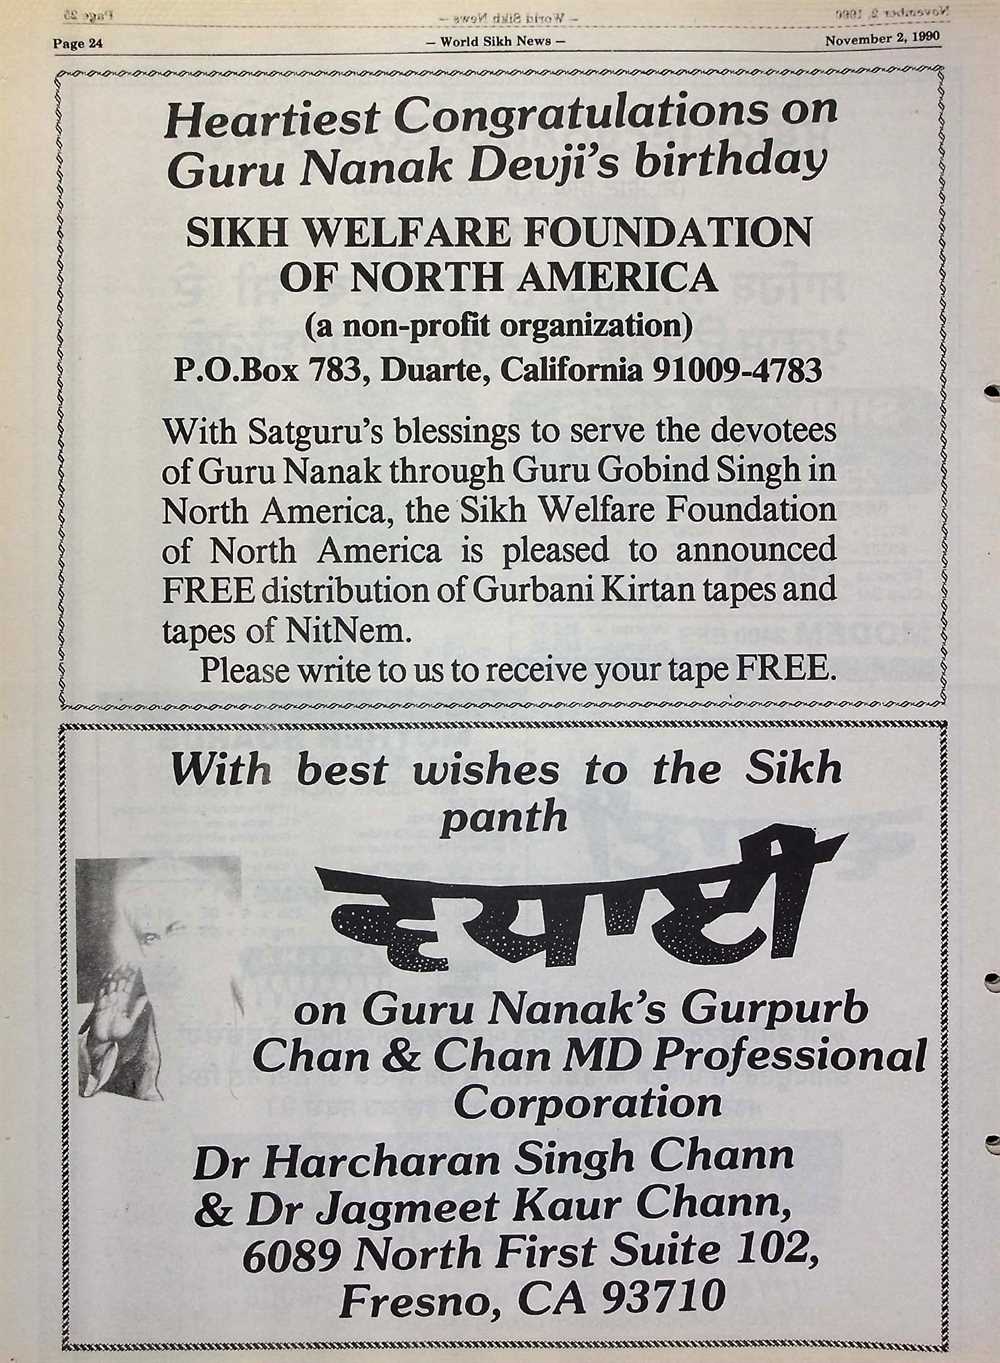 Page 24
– World Sikh News –
November 2, 1990
Heartiest Congratulations on
Guru Nanak Devji's birthday
SIKH WELFARE FOUNDATION
OF NORTH AMERICA
(a non-profit organization)
P.O.Box 783, Duarte, California 91009-4783
With Satguru's blessings to serve the devotees
of Guru Nanak through Guru Gobind Singh in
North America, the Sikh Welfare Foundation
of North America is pleased to announced
FREE distribution of Gurbani Kirtan tapes and
tapes of NitNem.
Please write to us to receive your tape FREE.
With best wishes to the Sikh
panth
ਵਧਾਈ
on Guru Nanak's Gurpurb
Chan & Chan MD Professional
Corporation
Dr Harcharan Singh Chann
& Dr Jagmeet Kaur Chann,
6089 North First Suite 102,
Fresno, CA 93710